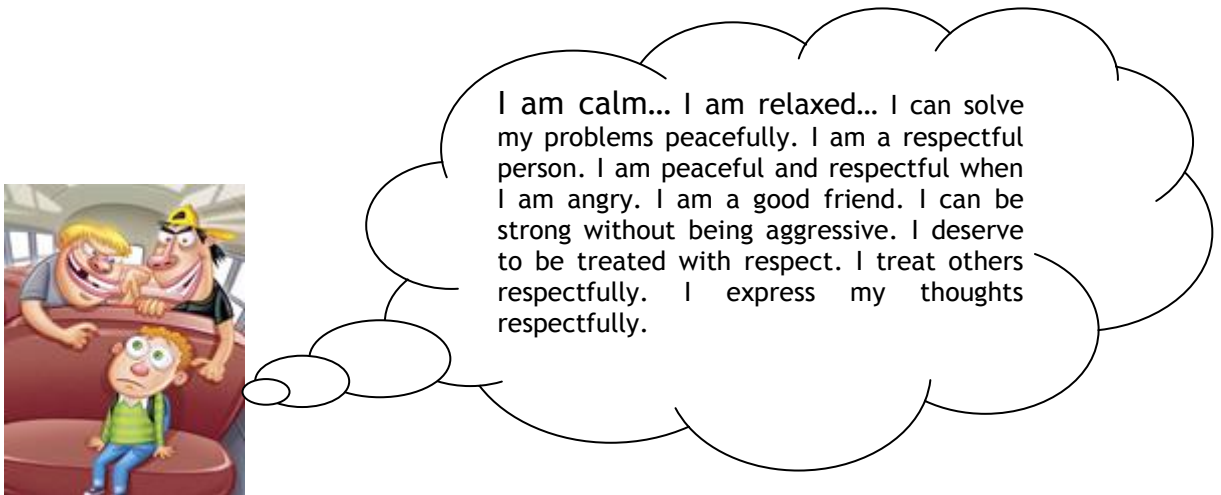 I am calm… I am relaxed… I can solve
my problems peacefully. I am a respectful
person. I am peaceful and respectful when
I am angry. I am a good friend. I can be
strong without being aggressive. I deserve
to be treated with respect. I treat others
respectfully. I express my thoughts
respectfully.